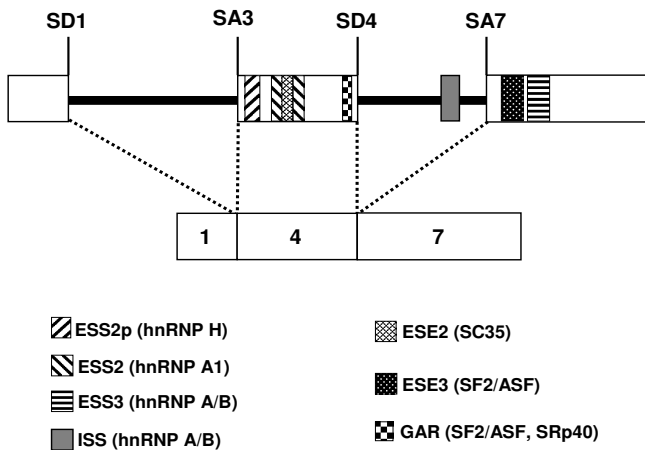 SD1 SA3 SD4 SA7
1 4 7
ESS2p (hnRNP H)
ESS2 (hnRNP A1)
ESS3 (hnRNP A/B)
ISS (hnRNP A/B)
ESE2 (SC35)
ESE3 (SF2/ASF)
GAR (SF2/ASF, SRp40)